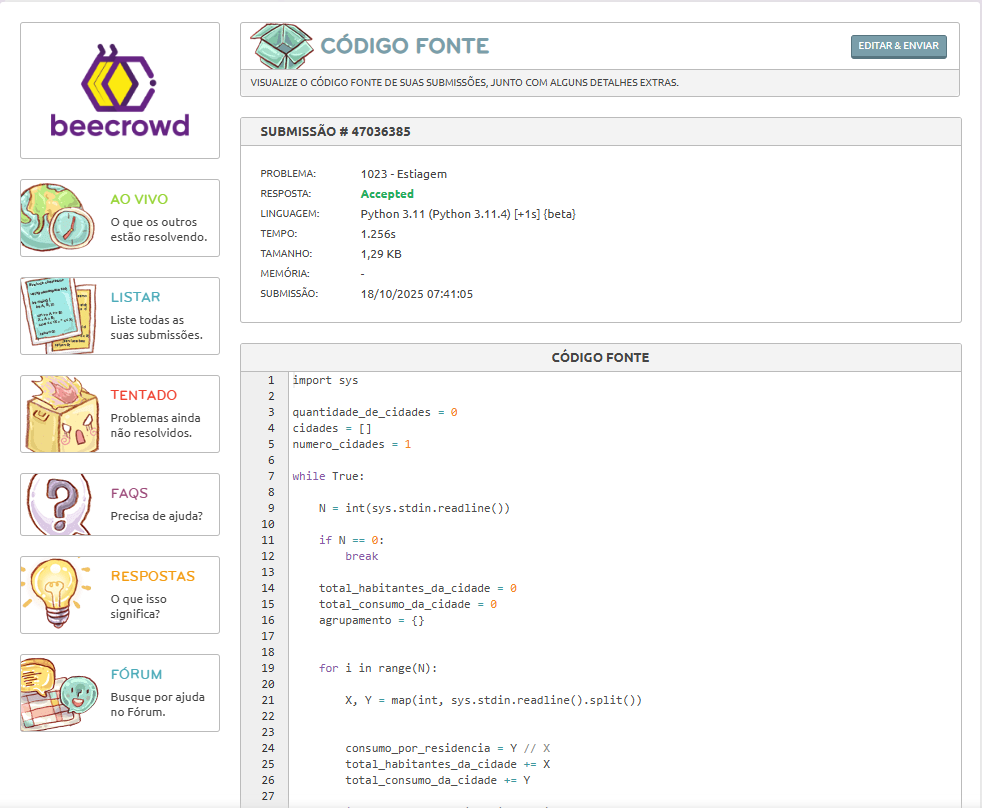 beecrowd
AO VIVO
O que os outros
estão resolvendo.
LISTAR
Liste todas as
suas submissões.
TENTADO
Problemas ainda
não resolvidos.
FAQS
Precisa de ajuda?
RESPOSTAS
O que isso
significa?
FÓRUM
Busque por ajuda
no Fórum.
CÓDIGO FONTE
EDITAR & ENVIAR
VISUALIZE O CÓDIGO FONTE DE SUAS SUBMISSÕES, JUNTO COM ALGUNS DETALHES EXTRAS.
SUBMISSÃO # 47036385
PROBLEMA: 1023 - Estiagem
RESPOSTA: Accepted
LINGUAGEM: Python 3.11 (Python 3.11.4) [+1s] {beta}
TEMPO: 1.256s
TAMANHO: 1,29 KB
MEMÓRIA: -
SUBMISSÃO: 18/10/2025 07:41:05
CÓDIGO FONTE
1 import sys
2
3 quantidade_de_cidades = 0
4 cidades = []
5 numero_cidades = 1
6
7 while True:
8
9     N = int(sys.stdin.readline())
10
11     if N == 0:
12         break
13
14     total_habitantes_da_cidade = 0
15     total_consumo_da_cidade = 0
16     agrupamento = {}
17
18
19     for i in range(N):
20
21         X, Y = map(int, sys.stdin.readline().split())
22
23
24         consumo_por_residencia = Y // X
25         total_habitantes_da_cidade += X
26         total_consumo_da_cidade += Y
27